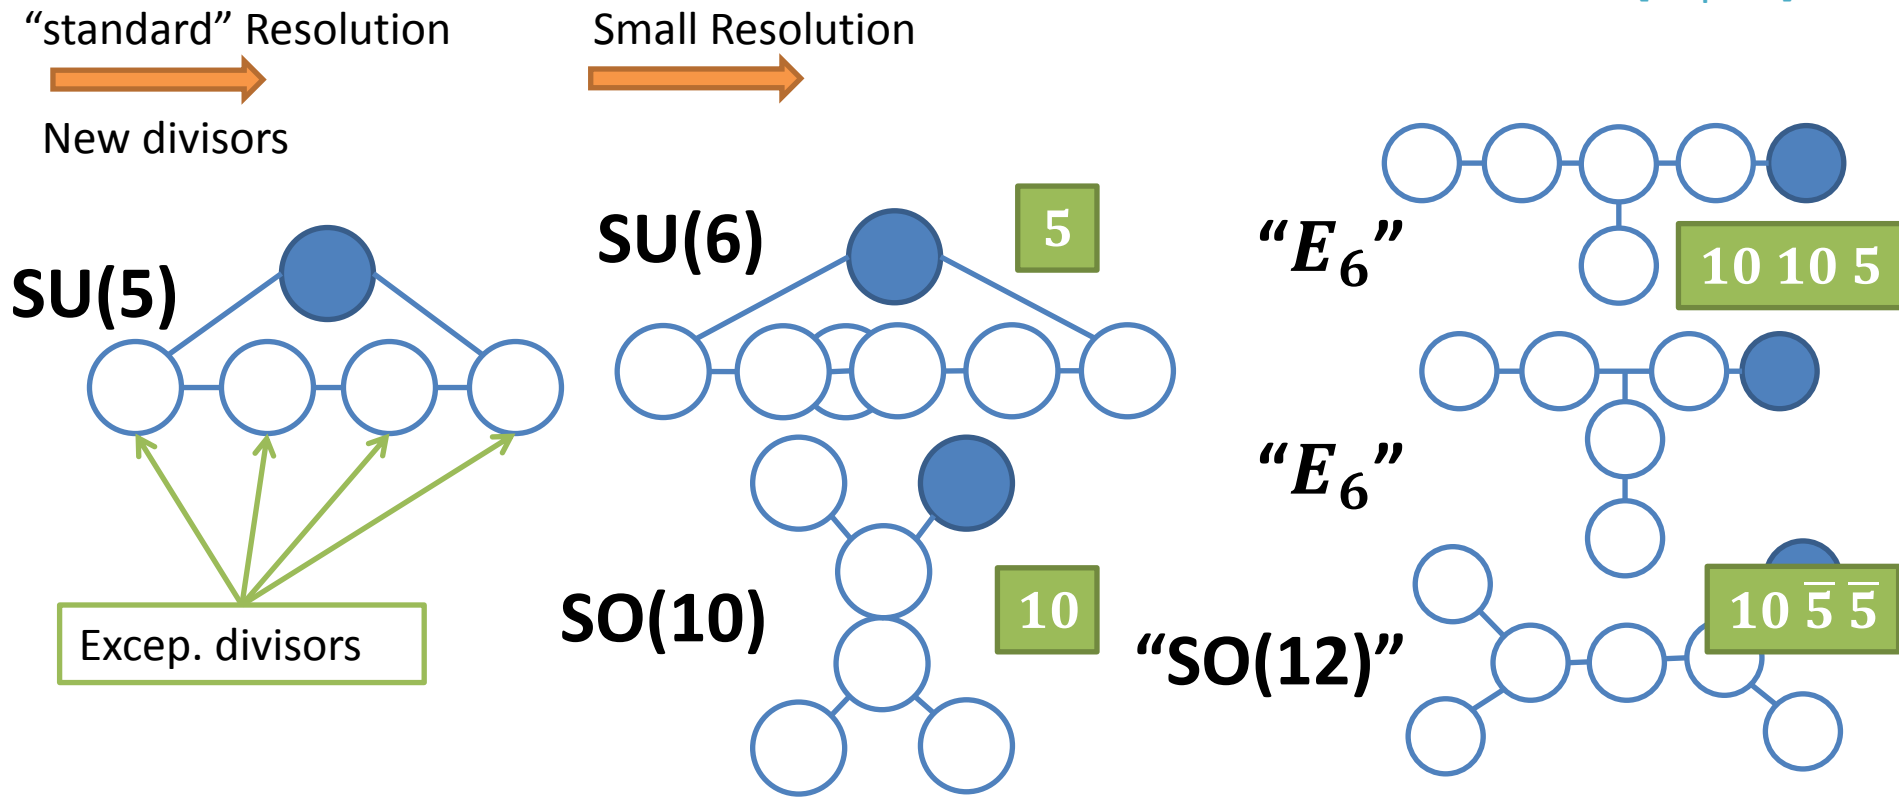 “standard” Resolution
Small Resolution
New divisors
SU(5)
Excep. divisors
SU(6)
5
SO(10)
10
“E₆”
10 10 5
“E₆”
“SO(12)”
10 5̅ 5̅